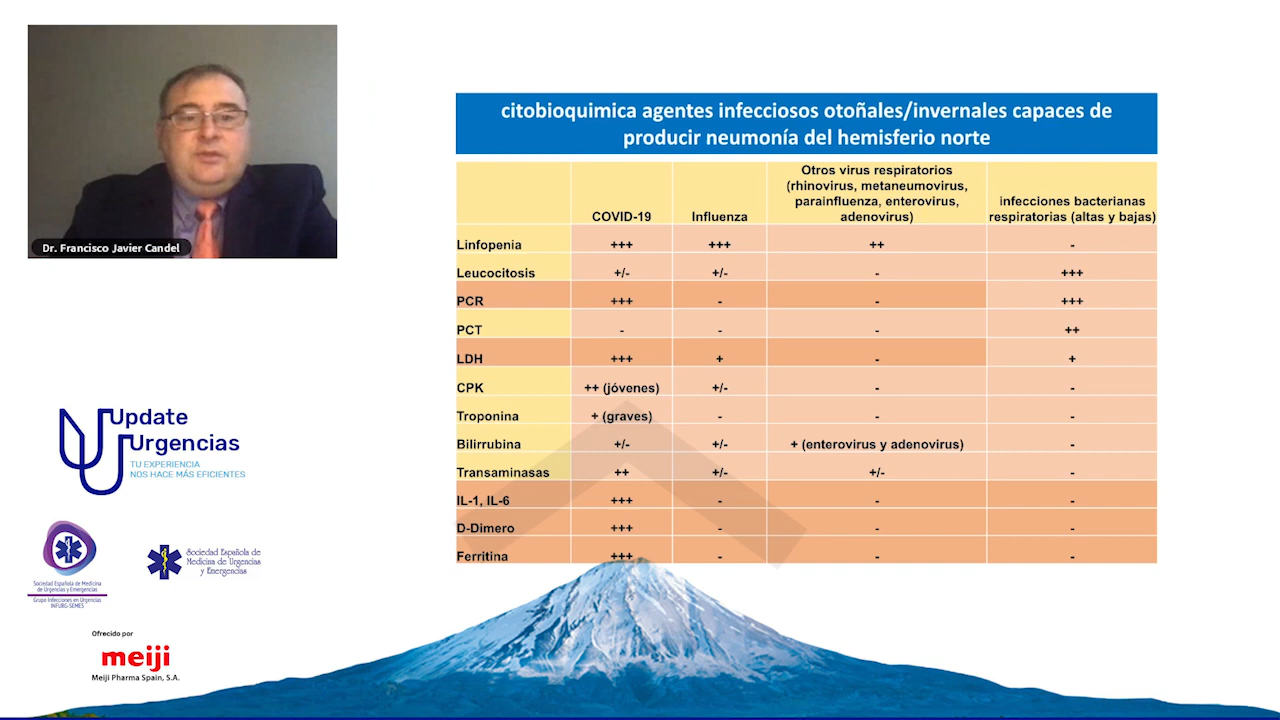 Dr. Francisco Javier Candel
citobioquimica agentes infecciosos otoñales/invernales capaces de
producir neumonía del hemisferio norte
COVID-19
Influenza
Otros virus respiratorios
(rhinovirus, metaneumovirus,
parainfluenza, enterovirus,
adenovirus)
infecciones bacterianas
respiratorias (altas y bajas)
Linfopenia +++ +++ ++ -
Leucocitosis +/- +/- - +++
PCR +++ - - +++
PCT - - - ++
LDH +++ + - +
CPK ++ (jóvenes) +/- - -
Troponina + (graves) - - -
Bilirrubina +/- +/- + (enterovirus y adenovirus) -
Transaminasas ++ +/- +/- -
IL-1, IL-6 +++ - - -
D-Dimero +++ - - -
Ferritina +++ - - -
Update
Urgencias
TU EXPERIENCIA
NOS HACE MÁS EFICIENTES
Sociedad Española de Medicina
de Urgencias y Emergencias
Grupo Infecciones en Urgencias
INFURG-SEMES
Sociedad Española de
Medicina de Urgencias
y Emergencias
Ofrecido por
meiji
Meiji Pharma Spain, S.A.